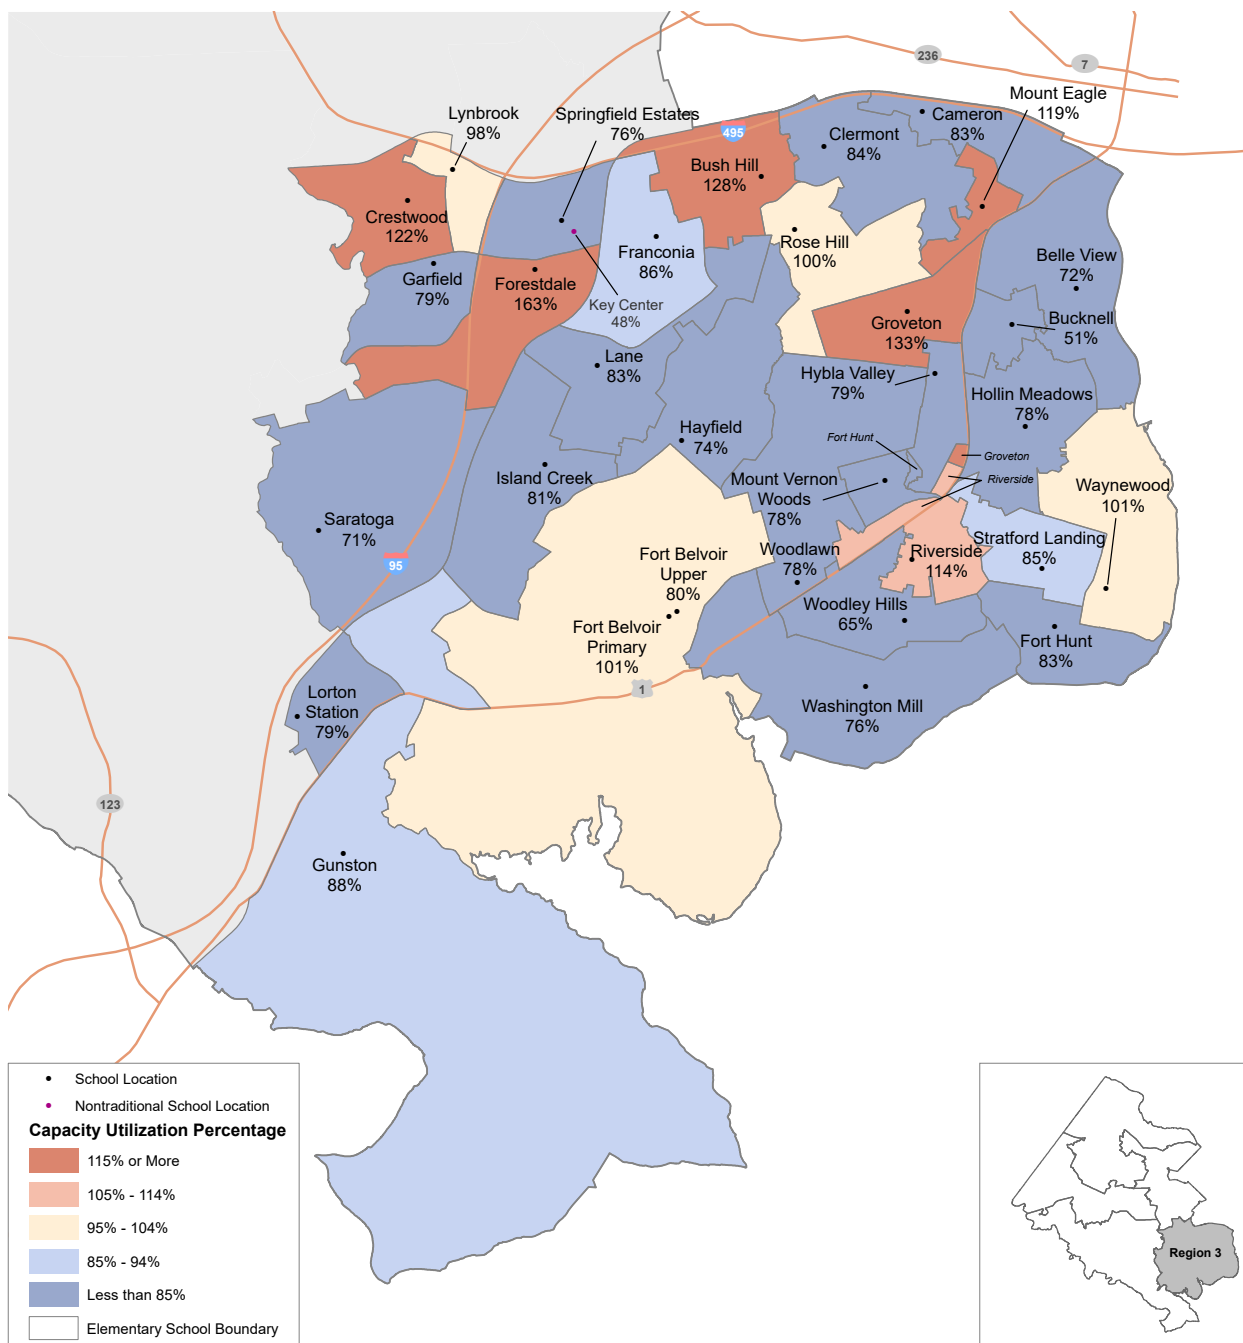 236
7
Mount Eagle
119%
Lynbrook
98%
Springfield Estates
76%
495
Cameron
83%
Clermont
84%
Bush Hill
128%
Crestwood
122%
Rose Hill
100%
Franconia
86%
Belle View
72%
Garfield
79%
Forestdale
163%
Key Center
48%
Groveton
133%
Bucknell
51%
Lane
83%
Hybla Valley
79%
Hollin Meadows
78%
Hayfield
74%
Fort Hunt
Groveton
Riverside
Island Creek
81%
Mount Vernon
Woods
78%
Waynewood
101%
Saratoga
71%
95
Fort Belvoir
Upper
80%
Woodlawn
78%
Riverside
114%
Stratford Landing
85%
Woodley Hills
65%
Fort Belvoir
Primary
101%
Fort Hunt
83%
1
Lorton
Station
79%
Washington Mill
76%
123
Gunston
88%
School Location
Nontraditional School Location
Capacity Utilization Percentage
115% or More
105% - 114%
95% - 104%
85% - 94%
Less than 85%
Elementary School Boundary
Region 3